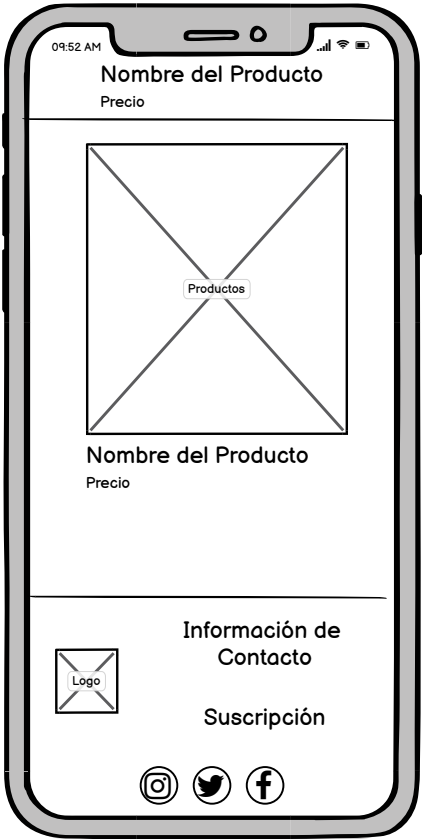 09:52 AM
Nombre del Producto
Precio
Productos
Nombre del Producto
Precio
Información de
Contacto
Logo
Suscripción